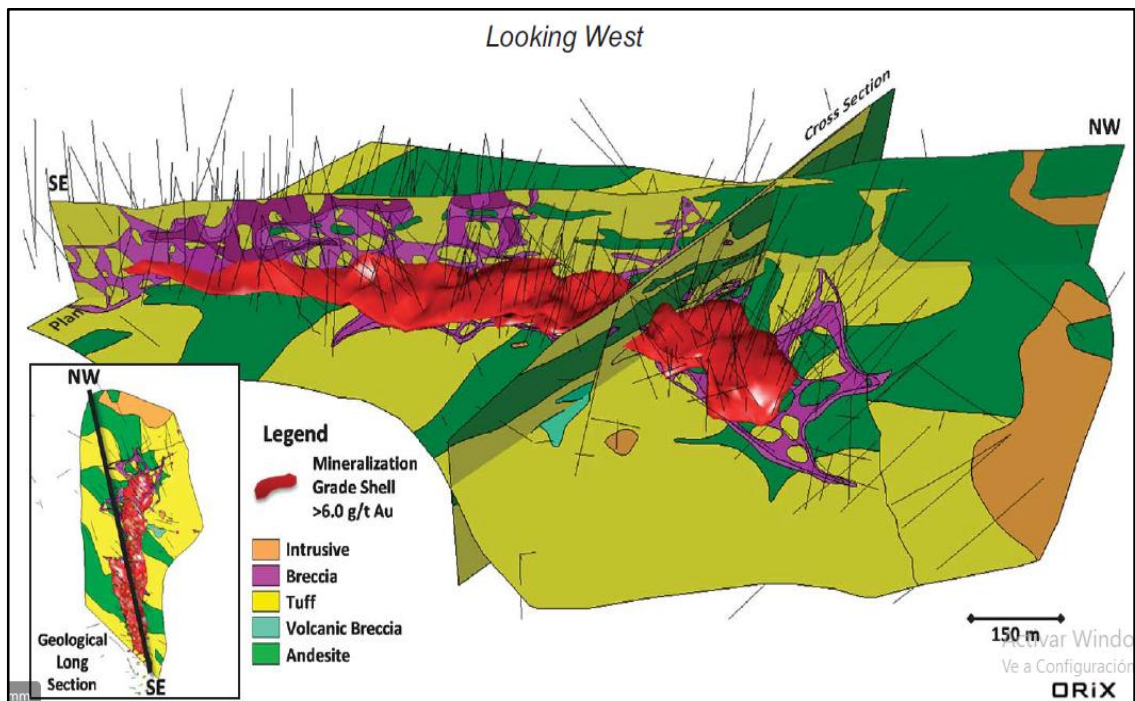 Looking West
Cross Section
NW
SE
Plan
NW
Geological
Long
Section
SE
Legend
Mineralization
Grade Shell
>6.0 g/t Au
Intrusive
Breccia
Tuff
Volcanic Breccia
Andesite
150 m
Activar Windo
Ve a Configuración
ORiX
mm